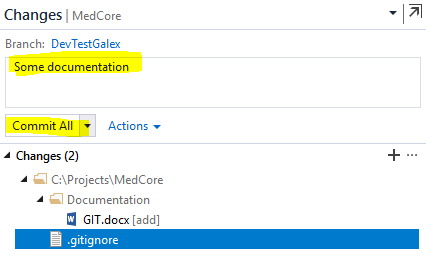 Changes | MedCore
Branch: DevTestGalex
Some documentation
Commit All Actions
Changes (2)
C:\Projects\MedCore
Documentation
GIT.docx [add]
.gitignore